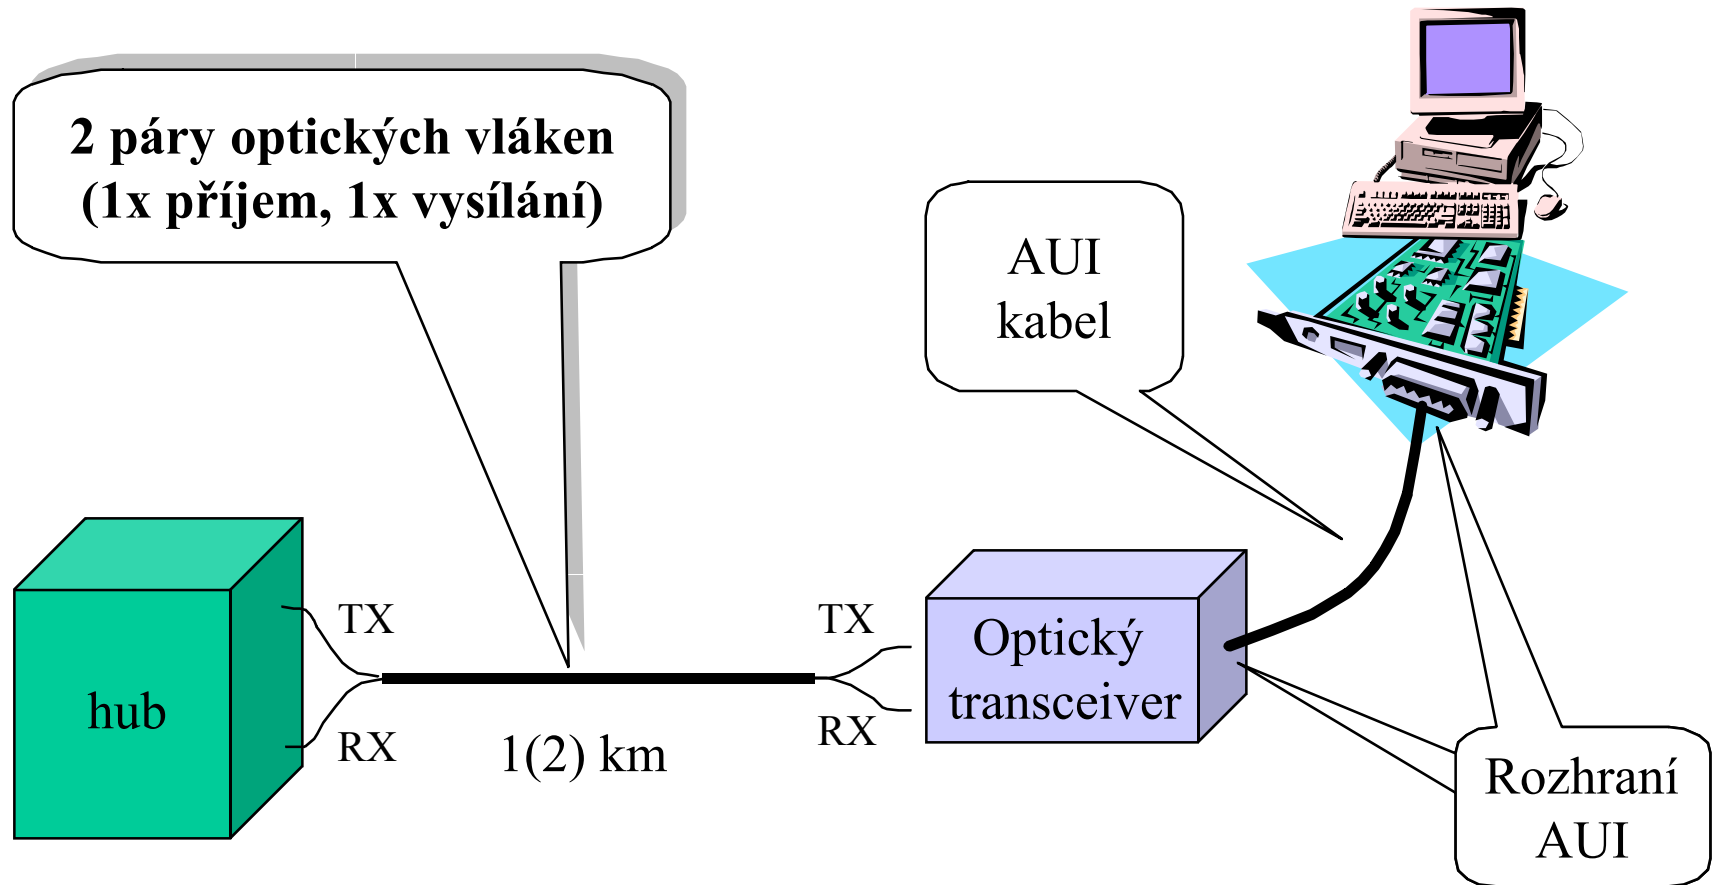 2 páry optických vláken
(1x příjem, 1x vysílání)
AUI
kabel
TX
TX
Optický
transceiver
hub
RX
RX
1(2) km
Rozhraní
AUI